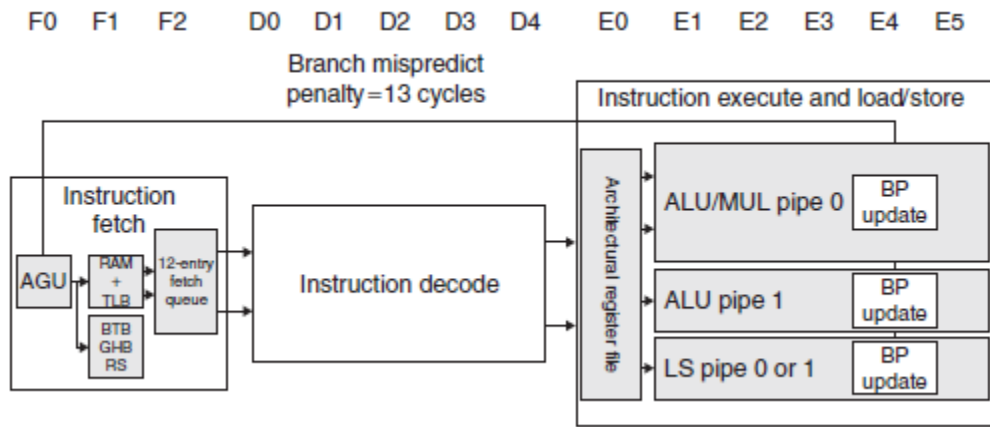 F0 F1 F2 D0 D1 D2 D3 D4 E0 E1 E2 E3 E4 E5
Branch mispredict
penalty=13 cycles
Instruction execute and load/store
Instruction
fetch
AGU
RAM
+
TLB
BTB
GHB
RS
12-entry
fetch
queue
Instruction decode
Architectural register file
ALU/MUL pipe 0
BP
update
ALU pipe 1
BP
update
LS pipe 0 or 1
BP
update